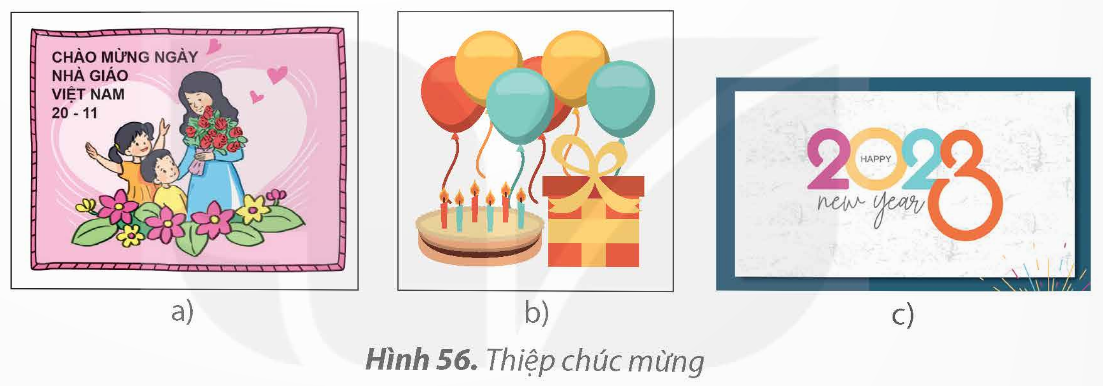 CHÀO MỪNG NGÀY
NHÀ GIÁO
VIỆT NAM
20 - 11
2023
HAPPY
new year
a)
b)
c)
Hình 56. Thiệp chúc mừng